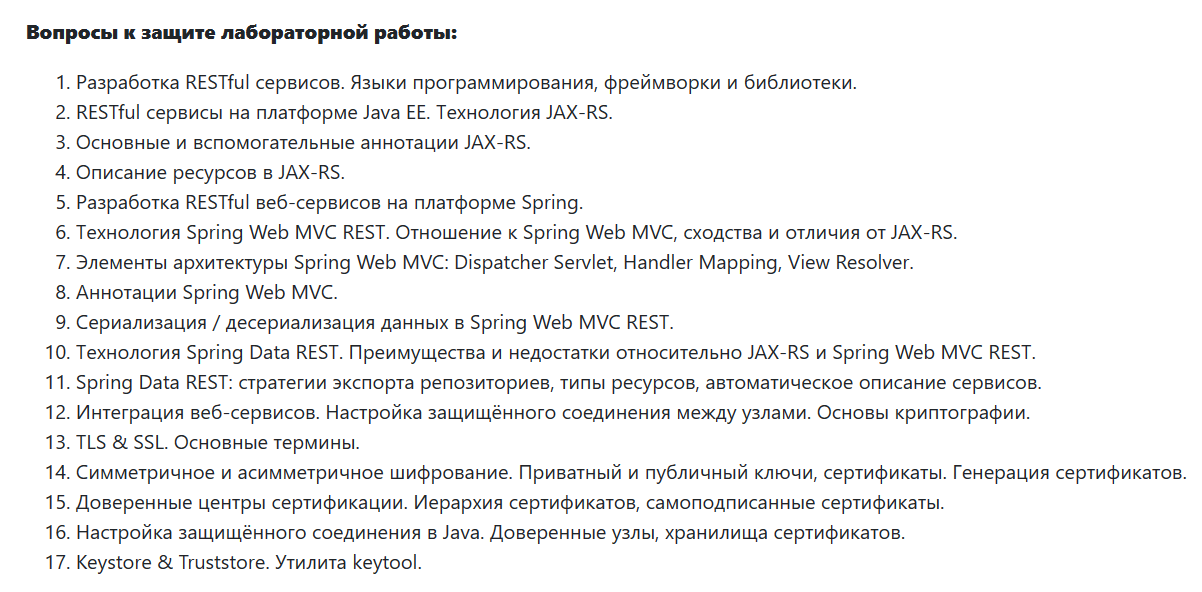 Вопросы к защите лабораторной работы:
1. Разработка RESTful сервисов. Языки программирования, фреймворки и библиотеки.
2. RESTful сервисы на платформе Java EE. Технология JAX-RS.
3. Основные и вспомогательные аннотации JAX-RS.
4. Описание ресурсов в JAX-RS.
5. Разработка RESTful веб-сервисов на платформе Spring.
6. Технология Spring Web MVC REST. Отношение к Spring Web MVC, сходства и отличия от JAX-RS.
7. Элементы архитектуры Spring Web MVC: Dispatcher Servlet, Handler Mapping, View Resolver.
8. Аннотации Spring Web MVC.
9. Сериализация / десериализация данных в Spring Web MVC REST.
10. Технология Spring Data REST. Преимущества и недостатки относительно JAX-RS и Spring Web MVC REST.
11. Spring Data REST: стратегии экспорта репозиториев, типы ресурсов, автоматическое описание сервисов.
12. Интеграция веб-сервисов. Настройка защищённого соединения между узлами. Основы криптографии.
13. TLS & SSL. Основные термины.
14. Симметричное и асимметричное шифрование. Приватный и публичный ключи, сертификаты. Генерация сертификатов.
15. Доверенные центры сертификации. Иерархия сертификатов, самоподписанные сертификаты.
16. Настройка защищённого соединения в Java. Доверенные узлы, хранилища сертификатов.
17. Keystore & Truststore. Утилита keytool.